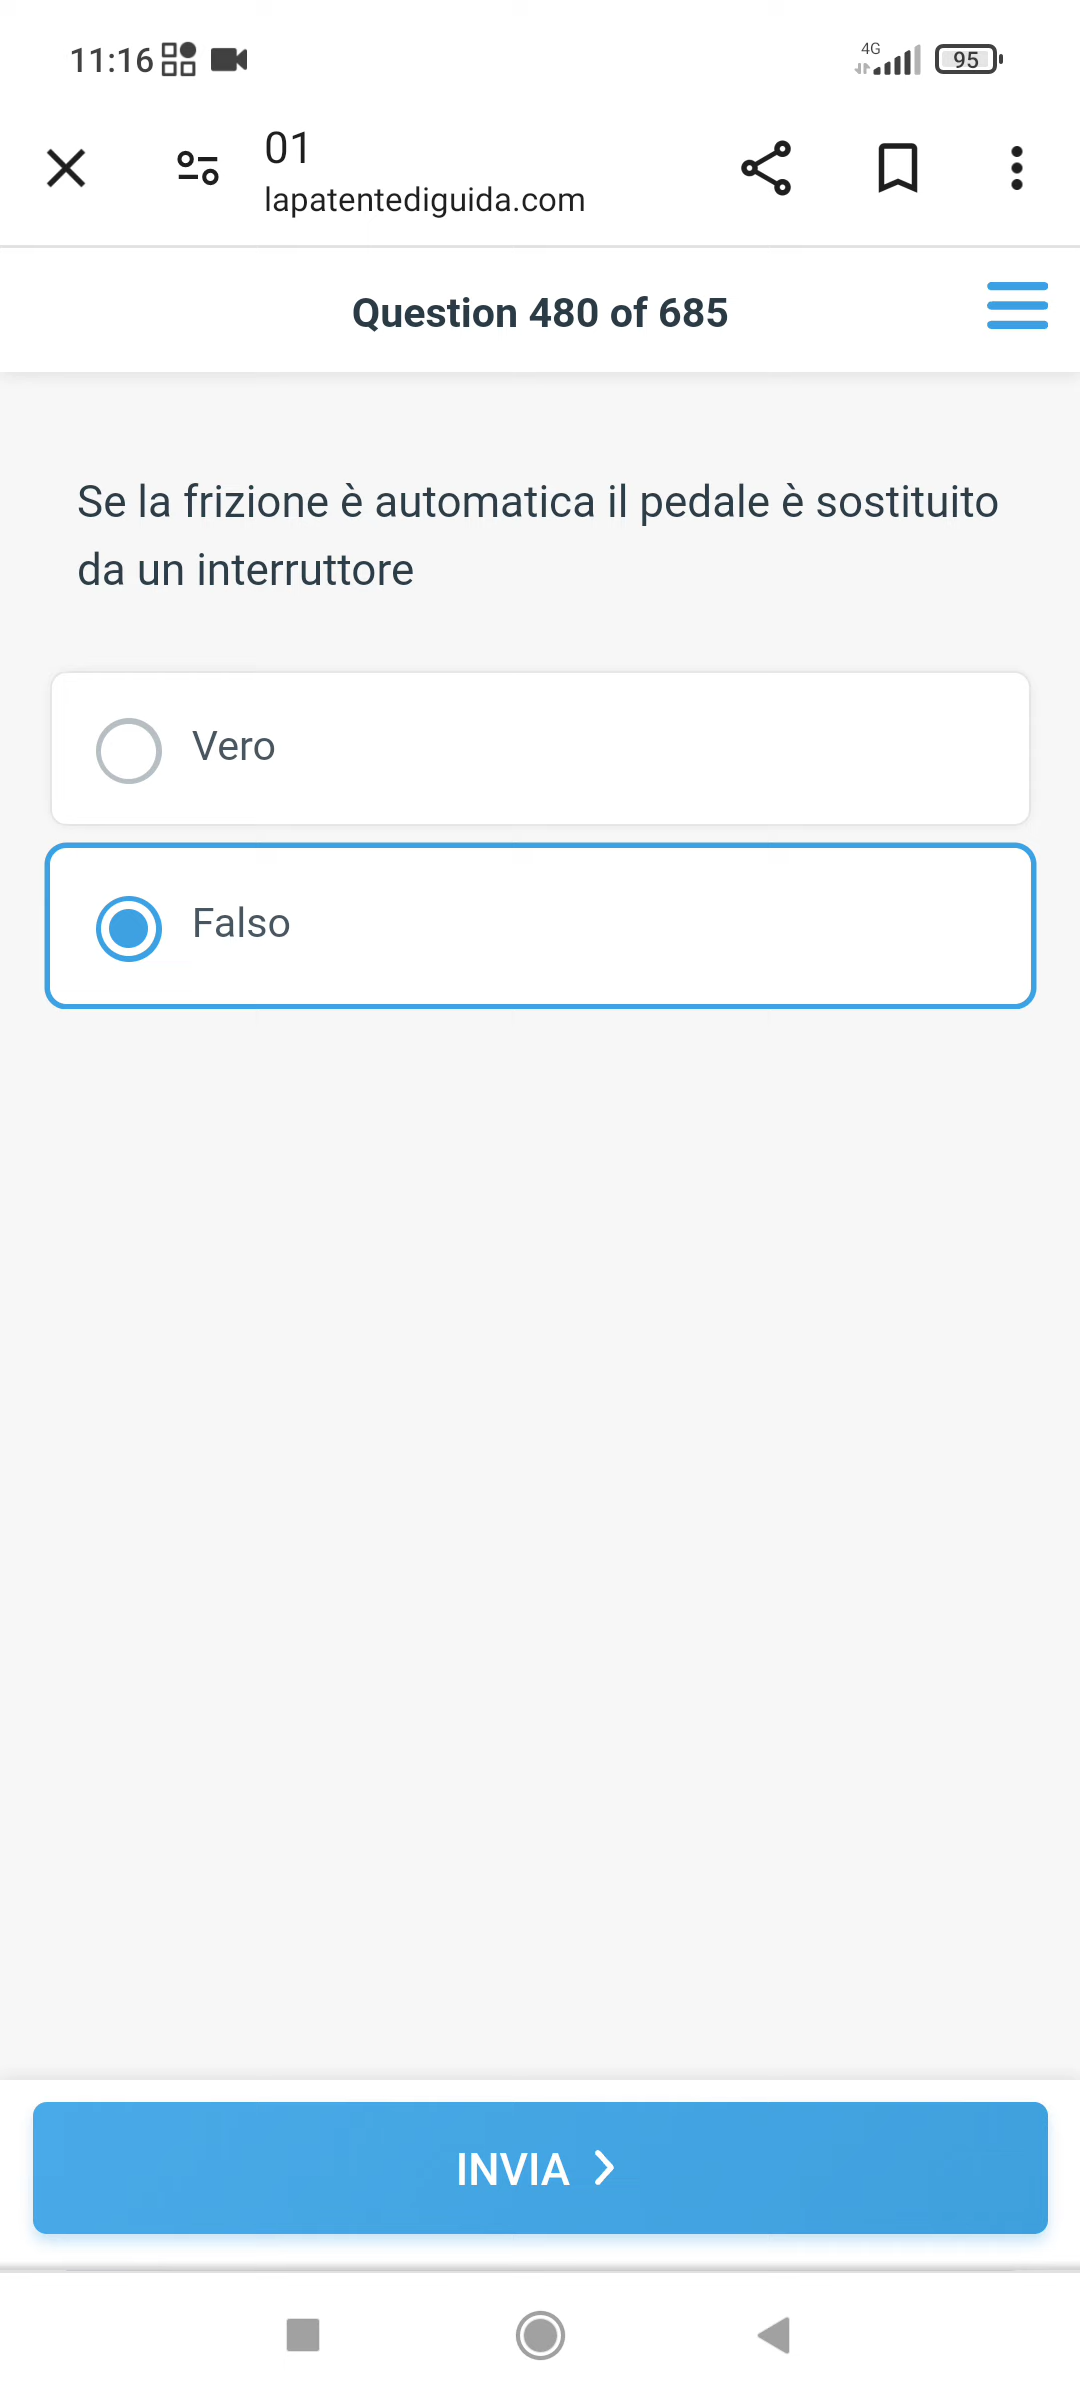 11:16
4G
95
01
lapatentediguida.com
Question 480 of 685
Se la frizione è automatica il pedale è sostituito
da un interruttore
Vero
Falso
INVIA